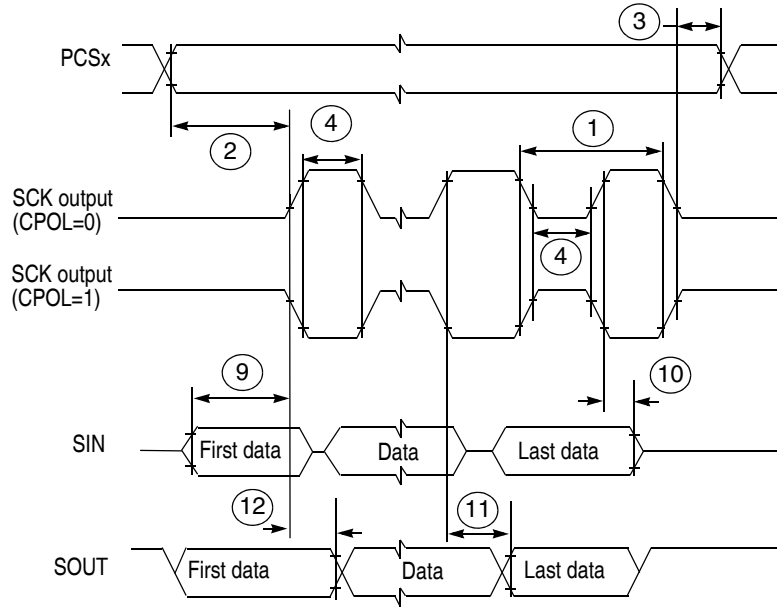 3
PCSx
2
4
1
SCK output
(CPOL=0)
4
SCK output
(CPOL=1)
9
10
SIN
First data
Data
Last data
12
11
SOUT
First data
Data
Last data